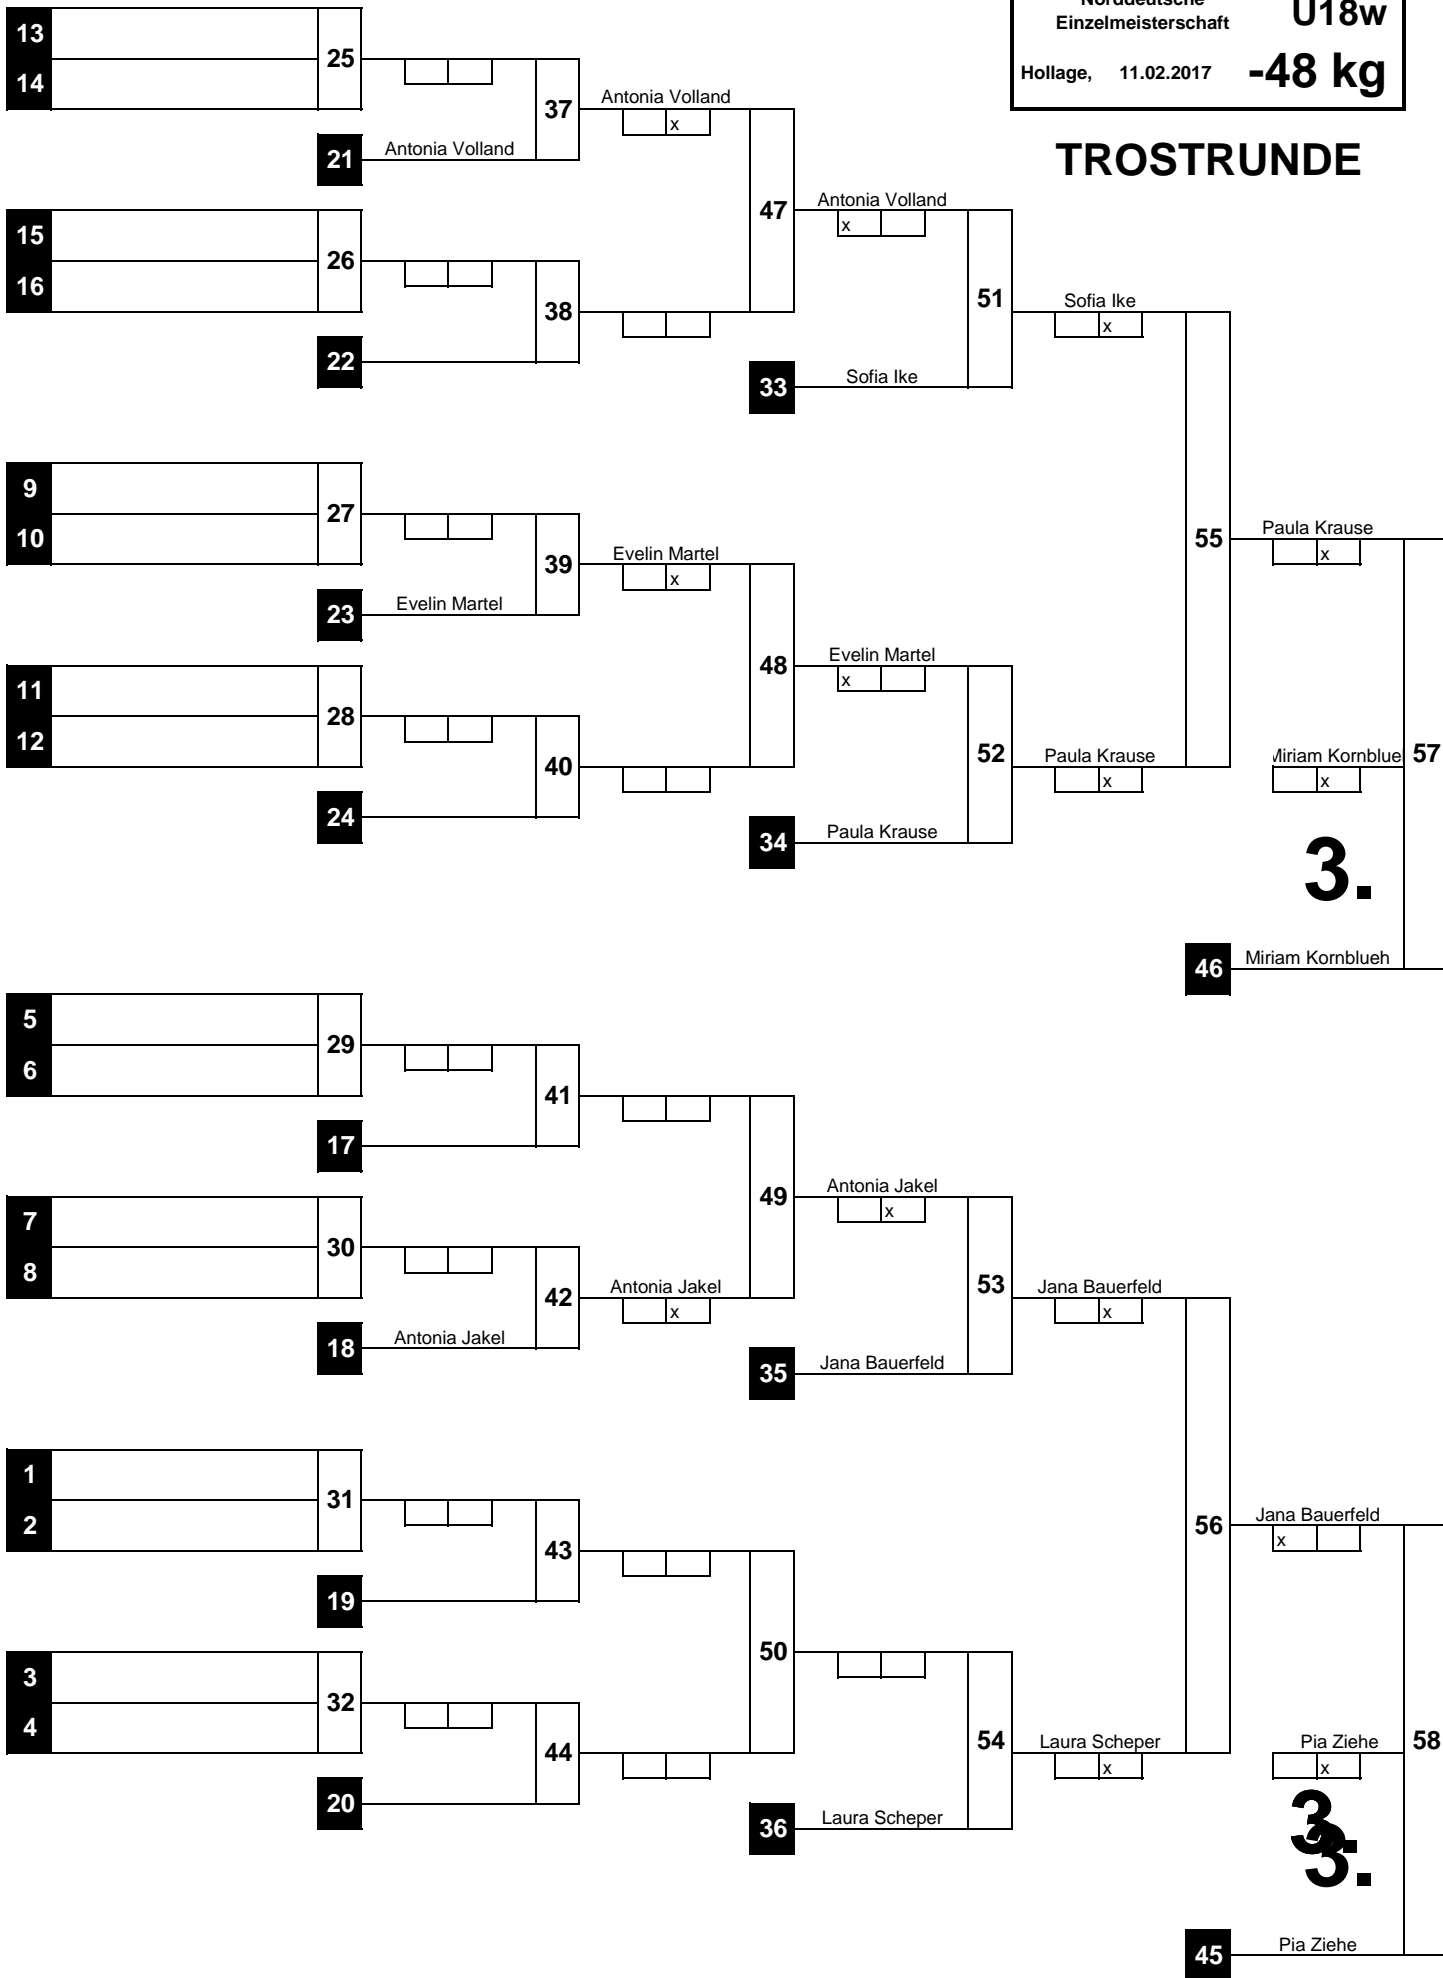 Norddeutsche
Einzelmeisterschaft
U18w
Hollage, 11.02.2017 -48 kg
TROSTRUNDE
13
14
25
37
Antonia Volland
x
21
Antonia Volland
47
Antonia Volland
x
15
16
26
38
22
51
Sofia Ike
x
33
Sofia Ike
9
10
27
39
Evelin Martel
x
23
Evelin Martel
55
Paula Krause
x
48
Evelin Martel
x
11
12
28
40
24
52
Paula Krause
x
Miriam Kornblue
x
57
34
Paula Krause
3.
46
Miriam Kornblueh
5
6
29
41
17
49
Antonia Jakel
x
7
8
30
42
Antonia Jakel
x
18
Antonia Jakel
53
Jana Bauerfeld
x
35
Jana Bauerfeld
1
2
31
43
19
56
Jana Bauerfeld
x
50
3
4
32
44
20
54
Laura Scheper
x
Pia Ziehe
x
58
36
Laura Scheper
3.
3.
45
Pia Ziehe